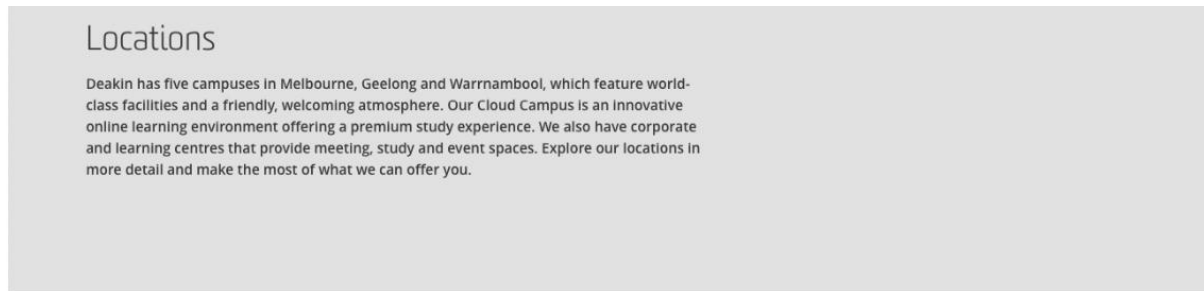 Locations
Deakin has five campuses in Melbourne, Geelong and Warrnambool, which feature world-
class facilities and a friendly, welcoming atmosphere. Our Cloud Campus is an innovative
online learning environment offering a premium study experience. We also have corporate
and learning centres that provide meeting, study and event spaces. Explore our locations in
more detail and make the most of what we can offer you.